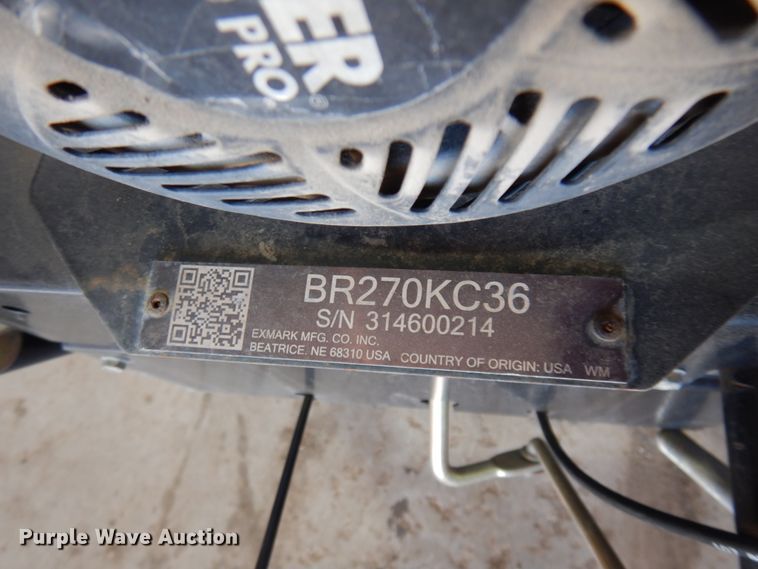 ER®
PRO.
BR270KC36
S/N 314600214
EXMARK MFG. CO. INC.
BEATRICE, NE 68310 USA COUNTRY OF ORIGIN: USA WM
Purple Wave Auction